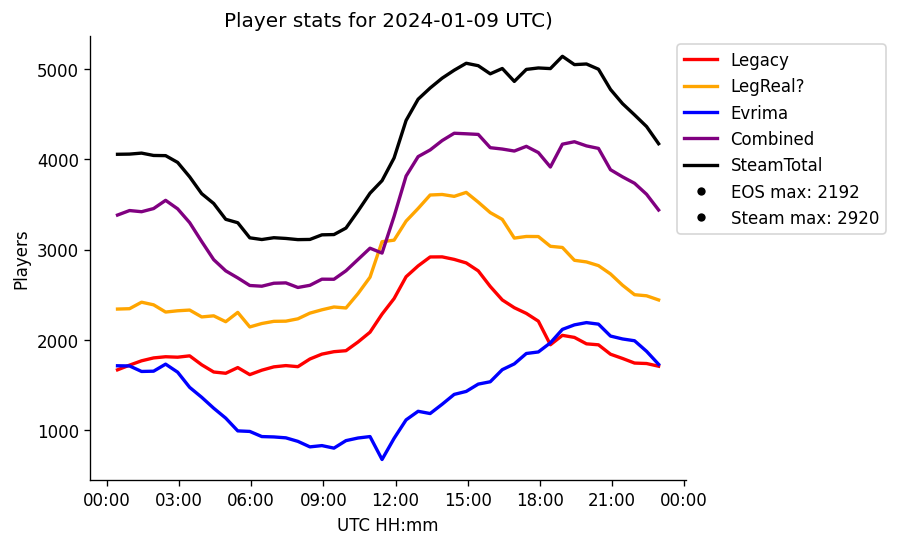 Player stats for 2024-01-09 UTC)
Legacy
LegReal?
Evrima
Combined
SteamTotal
EOS max: 2192
Steam max: 2920
Players
5000
4000
3000
2000
1000
00:00 03:00 06:00 09:00 12:00 15:00 18:00 21:00 00:00
UTC HH:mm